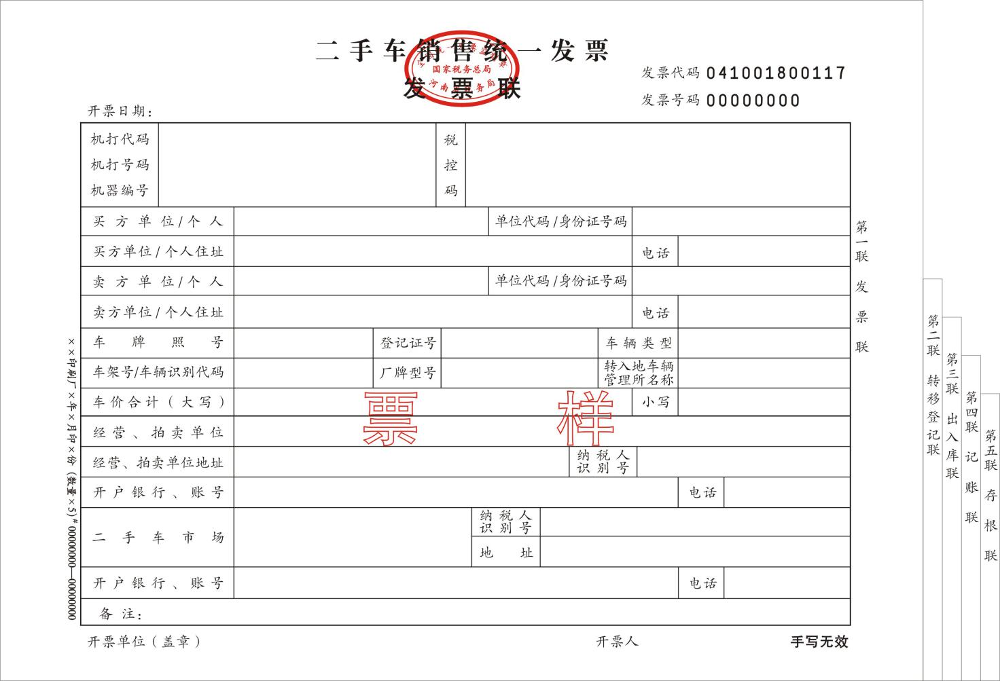 二手车销售统一发票
全国统一发票监制章
国家税务总局
河南省税务局
发票联
发票代码 041001800117
发票号码 00000000
开票日期：
机打代码
机打号码
机器编号
税控码
买方单位/个人 单位代码/身份证号码
买方单位/个人住址 电话
卖方单位/个人 单位代码/身份证号码
卖方单位/个人住址 电话
车牌照号 登记证号 车辆类型
车架号/车辆识别代码 厂牌型号 转入地车辆
管理所名称
车价合计（大写） 小写
票样
经营、拍卖单位
经营、拍卖单位地址 纳税人
识别号
开户银行、账号 电话
二手车市场 纳税人
识别号
地址
开户银行、账号 电话
备注：
开票单位（盖章） 开票人 手写无效
××印刷厂×年×月印×份（数量×5）# 00000000—00000000
第一联 发票联
第二联 转移登记联
第三联 出入库联
第四联 记账联
第五联 存根联